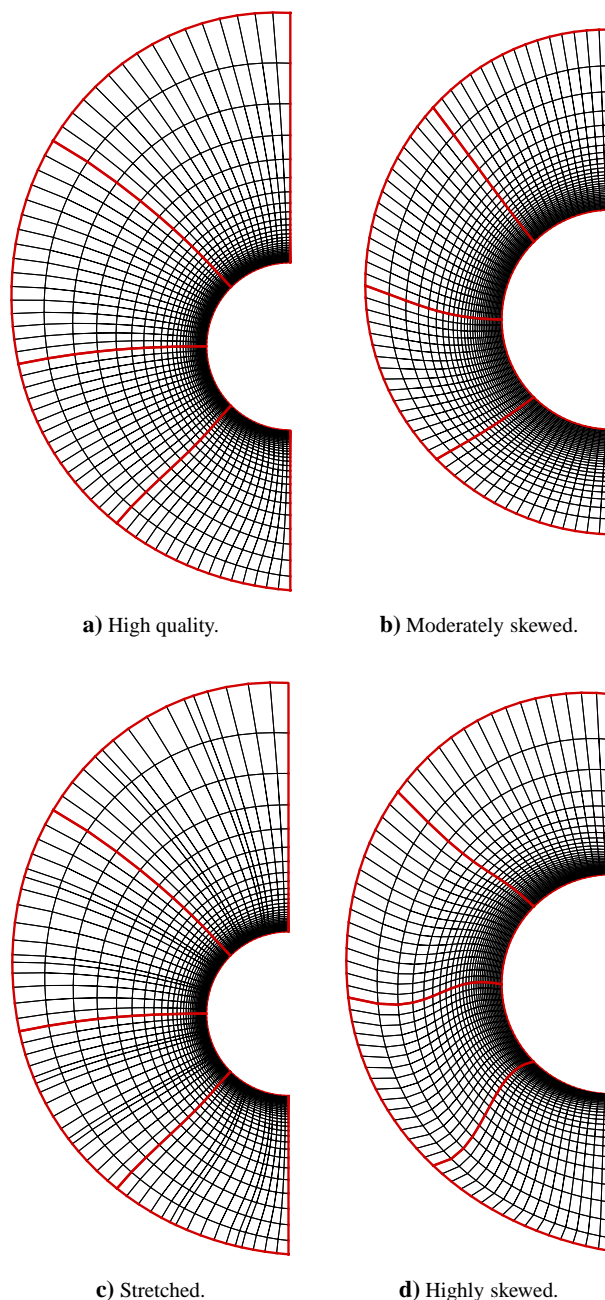 a) High quality.
b) Moderately skewed.
c) Stretched.
d) Highly skewed.